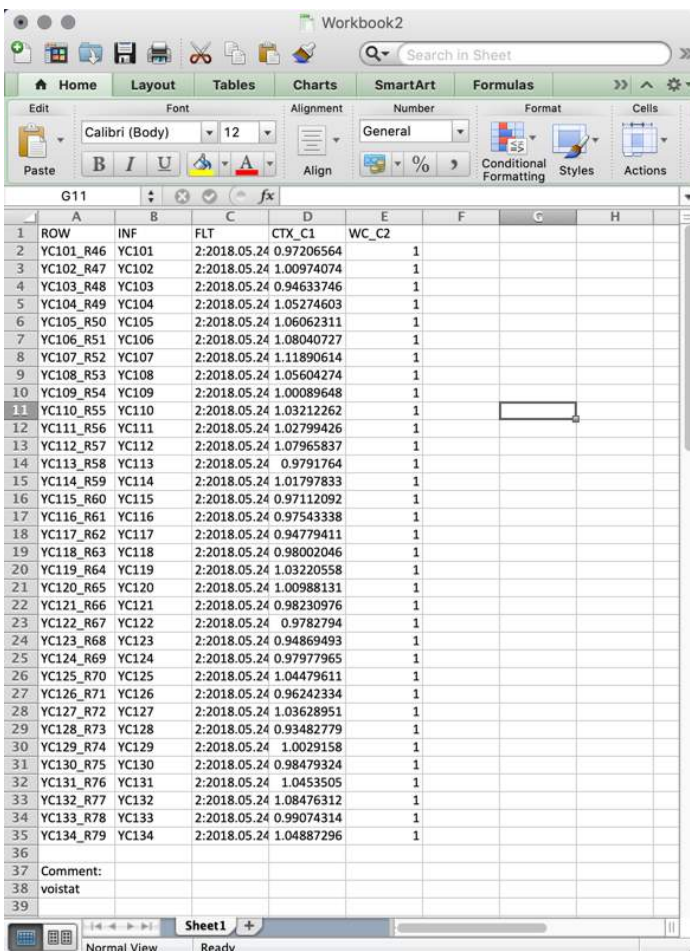 Workbook2
Search in Sheet
Home Layout Tables Charts SmartArt Formulas
Edit Font Alignment Number Format Cells
Calibri (Body) 12 General
Paste B I U A Align % Conditional Formatting Styles Actions
G11 fx
A B C D E F G H
1 ROW INF FLT CTX_C1 WC_C2
2 YC101_R46 YC101 2:2018.05.24 0.97206564 1
3 YC102_R47 YC102 2:2018.05.24 1.00974074 1
4 YC103_R48 YC103 2:2018.05.24 0.94633746 1
5 YC104_R49 YC104 2:2018.05.24 1.05274603 1
6 YC105_R50 YC105 2:2018.05.24 1.06062311 1
7 YC106_R51 YC106 2:2018.05.24 1.08040727 1
8 YC107_R52 YC107 2:2018.05.24 1.11890614 1
9 YC108_R53 YC108 2:2018.05.24 1.05604274 1
10 YC109_R54 YC109 2:2018.05.24 1.00089648 1
11 YC110_R55 YC110 2:2018.05.24 1.03212262 1
12 YC111_R56 YC111 2:2018.05.24 1.02799426 1
13 YC112_R57 YC112 2:2018.05.24 1.07965837 1
14 YC113_R58 YC113 2:2018.05.24 0.9791764 1
15 YC114_R59 YC114 2:2018.05.24 1.01797833 1
16 YC115_R60 YC115 2:2018.05.24 0.97112092 1
17 YC116_R61 YC116 2:2018.05.24 0.97543338 1
18 YC117_R62 YC117 2:2018.05.24 0.94779411 1
19 YC118_R63 YC118 2:2018.05.24 0.98002046 1
20 YC119_R64 YC119 2:2018.05.24 1.03220558 1
21 YC120_R65 YC120 2:2018.05.24 1.00988131 1
22 YC121_R66 YC121 2:2018.05.24 0.98230976 1
23 YC122_R67 YC122 2:2018.05.24 0.9782794 1
24 YC123_R68 YC123 2:2018.05.24 0.94869493 1
25 YC124_R69 YC124 2:2018.05.24 0.97977965 1
26 YC125_R70 YC125 2:2018.05.24 1.04479611 1
27 YC126_R71 YC126 2:2018.05.24 0.96242334 1
28 YC127_R72 YC127 2:2018.05.24 1.03628951 1
29 YC128_R73 YC128 2:2018.05.24 0.93482779 1
30 YC129_R74 YC129 2:2018.05.24 1.0029158 1
31 YC130_R75 YC130 2:2018.05.24 0.98479324 1
32 YC131_R76 YC131 2:2018.05.24 1.0453505 1
33 YC132_R77 YC132 2:2018.05.24 1.08476312 1
34 YC133_R78 YC133 2:2018.05.24 0.99074314 1
35 YC134_R79 YC134 2:2018.05.24 1.04887296 1
36
37 Comment:
38 voistat
39
Sheet1 +
Normal View Ready